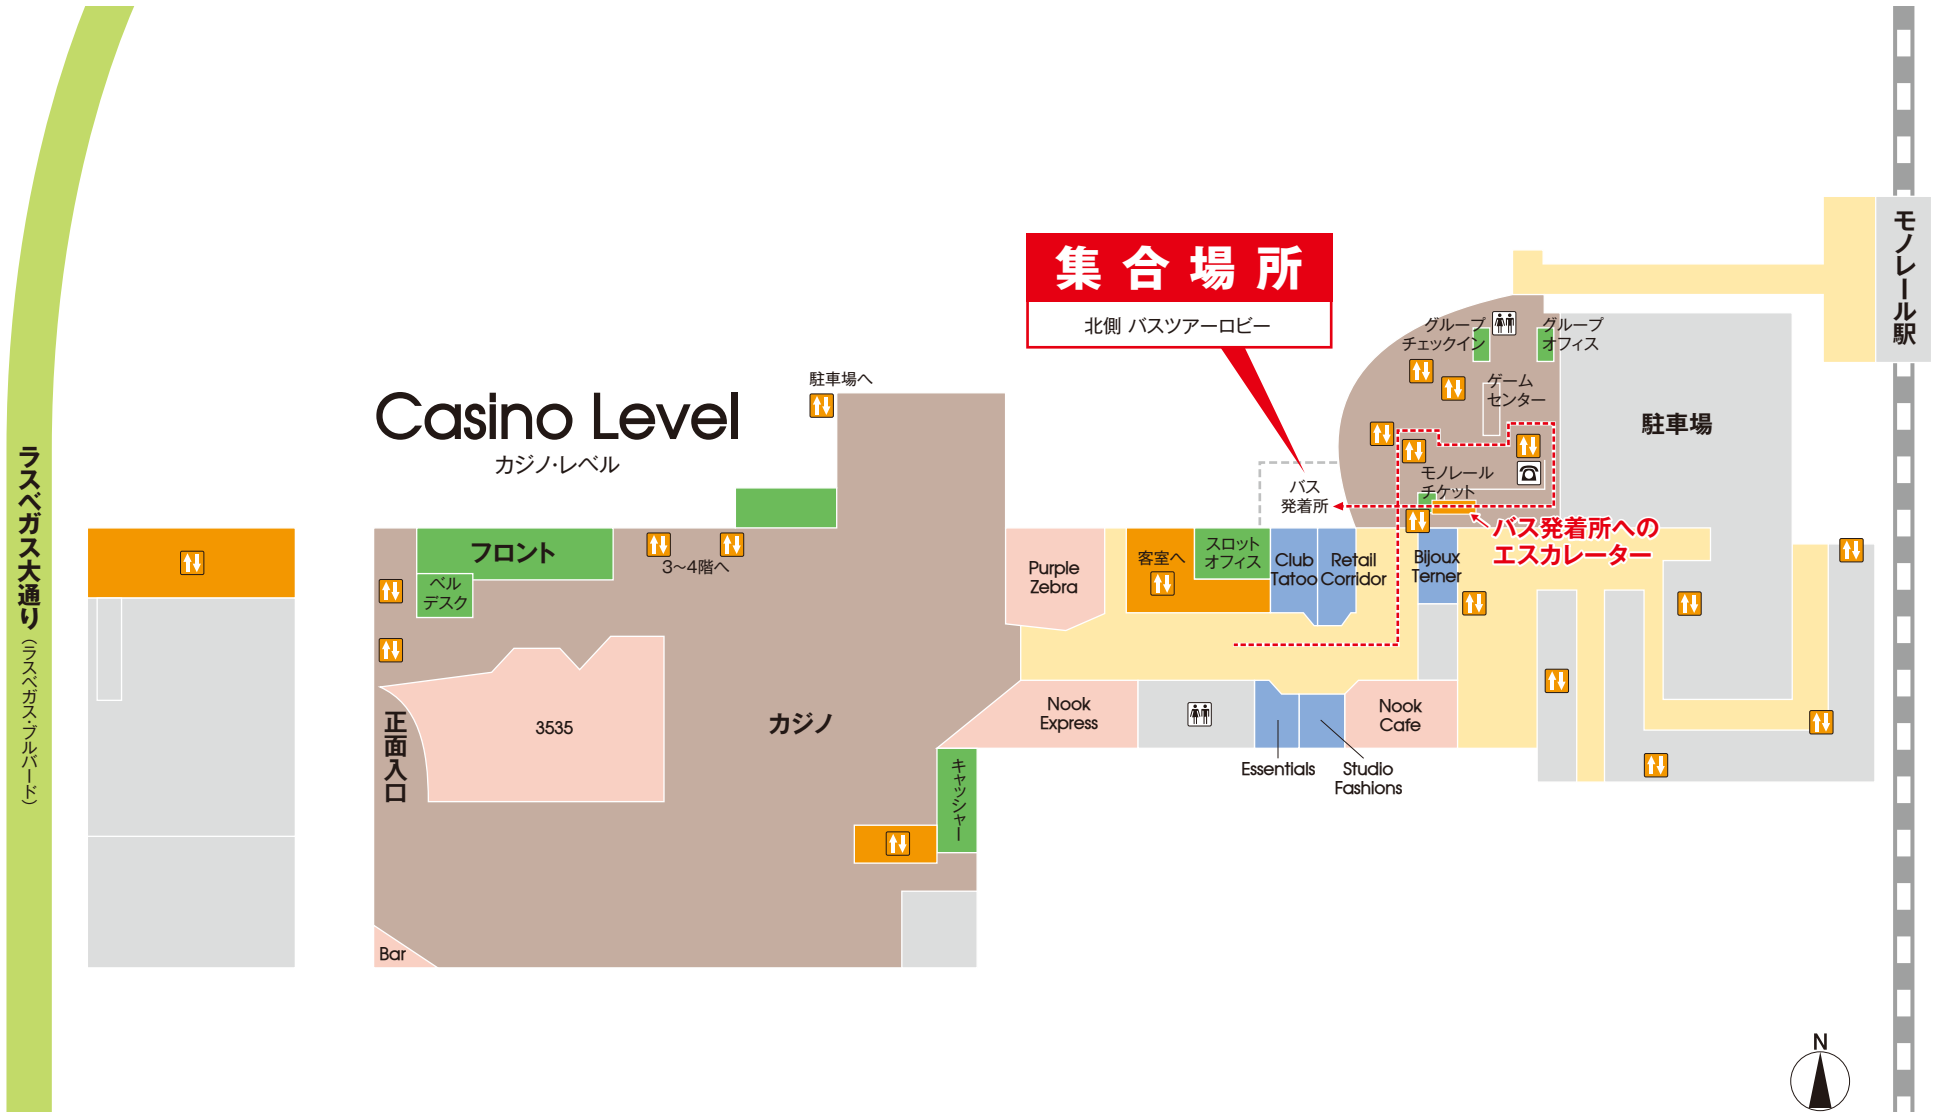 集合場所
北側 バスツアーロビー
Casino Level
カジノ・レベル
駐車場へ
グループ
チェックイン
グループ
オフィス
ゲーム
センター
モノレール駅
駐車場
モノレール
チケット
バス
発着所
バス発着所への
エスカレーター
ラスベガス大通り
（ラスベガス・ブルバード）
フロント
ベル
デスク
3〜4階へ
Purple
Zebra
客室へ
スロット
オフィス
Club
Tatoo
Retail
Corridor
Bijoux
Terner
正面入口
3535
カジノ
Nook
Express
Nook
Cafe
Essentials
Studio
Fashions
キャッシャー
Bar
N